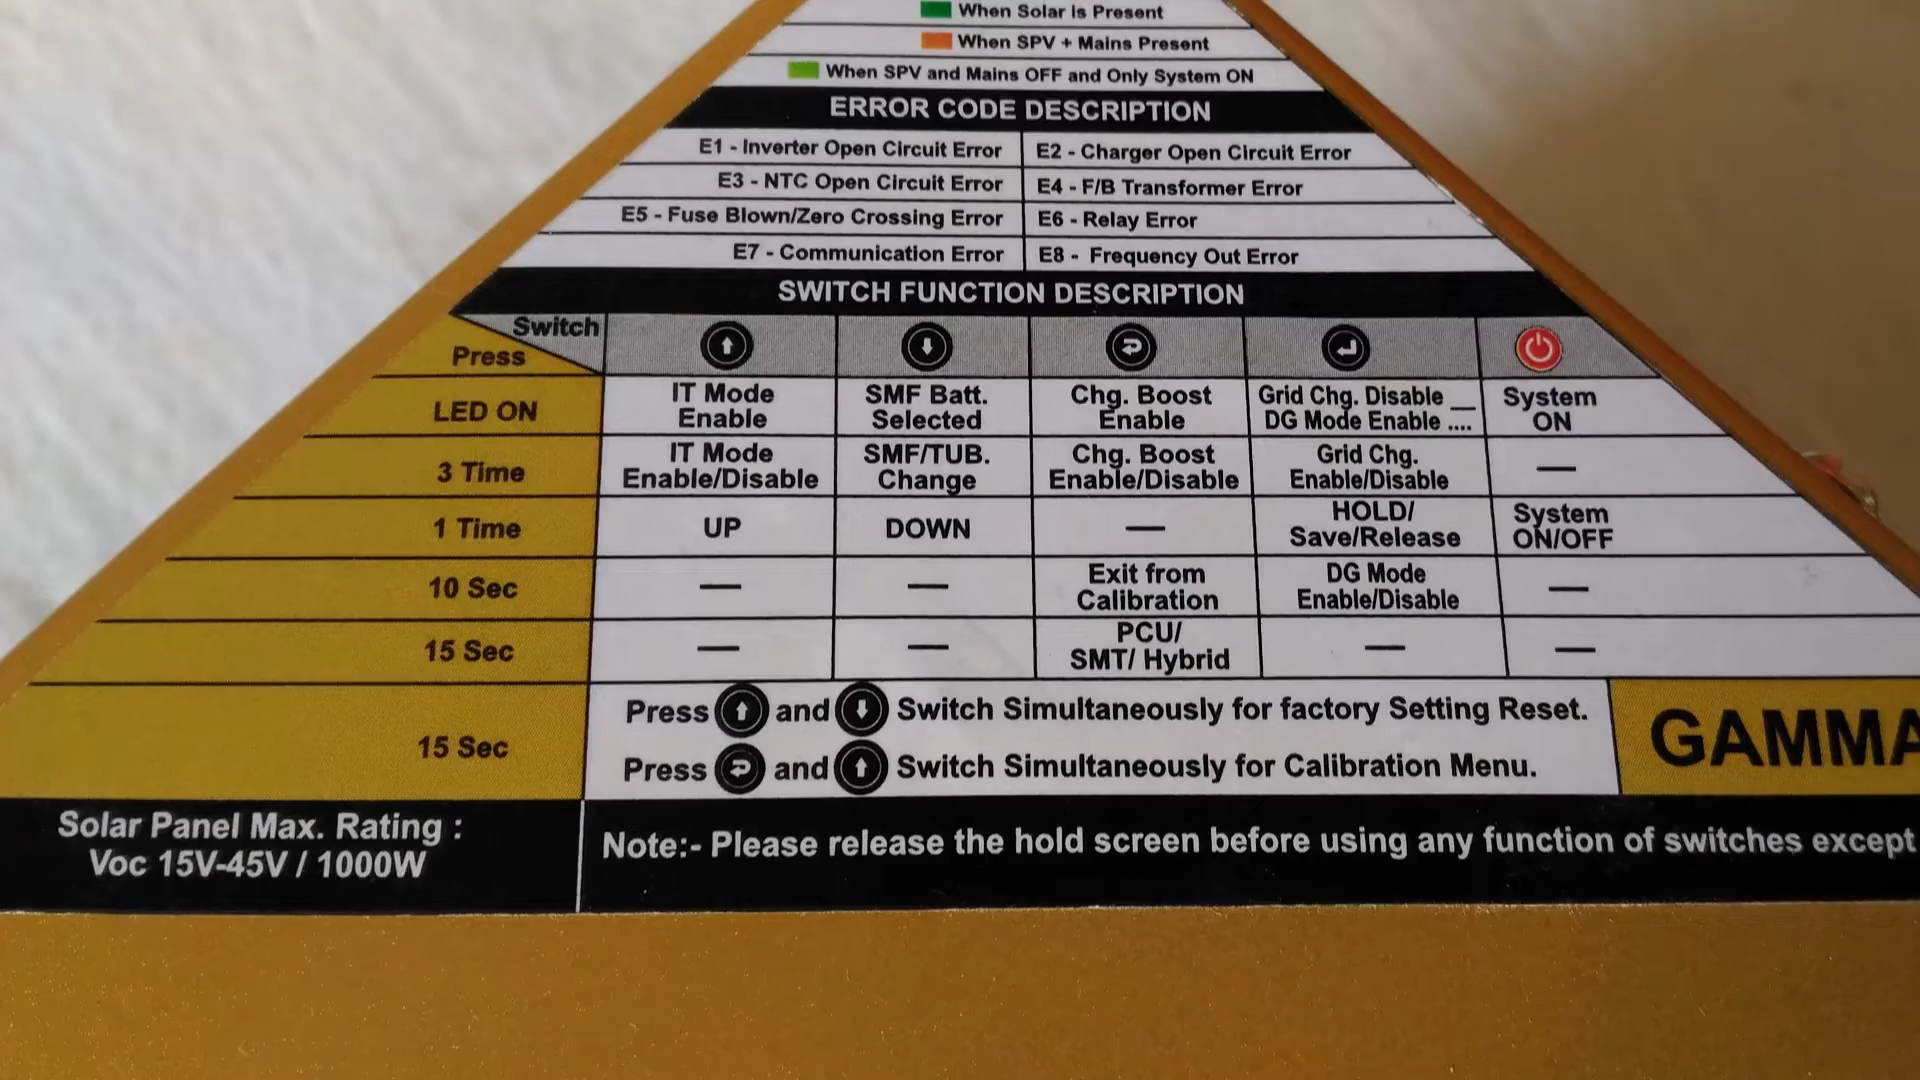 When Solar is Present
When SPV + Mains Present
When SPV and Mains OFF and Only System ON
ERROR CODE DESCRIPTION
E1 - Inverter Open Circuit Error
E2 - Charger Open Circuit Error
E3 - NTC Open Circuit Error
E4 - F/B Transformer Error
E5 - Fuse Blown/Zero Crossing Error
E6 - Relay Error
E7 - Communication Error
E8 - Frequency Out Error
SWITCH FUNCTION DESCRIPTION
Switch
Press
LED ON
IT Mode
Enable
SMF Batt.
Selected
Chg. Boost
Enable
Grid Chg. Disable __
DG Mode Enable ....
System
ON
3 Time
IT Mode
Enable/Disable
SMF/TUB.
Change
Chg. Boost
Enable/Disable
Grid Chg.
Enable/Disable
—
1 Time
UP
DOWN
—
HOLD/
Save/Release
System
ON/OFF
10 Sec
—
—
Exit from
Calibration
DG Mode
Enable/Disable
—
15 Sec
—
—
PCU/
SMT/ Hybrid
—
—
15 Sec
Press and Switch Simultaneously for factory Setting Reset.
Press and Switch Simultaneously for Calibration Menu.
GAMMA
Solar Panel Max. Rating :
Voc 15V-45V / 1000W
Note:- Please release the hold screen before using any function of switches except